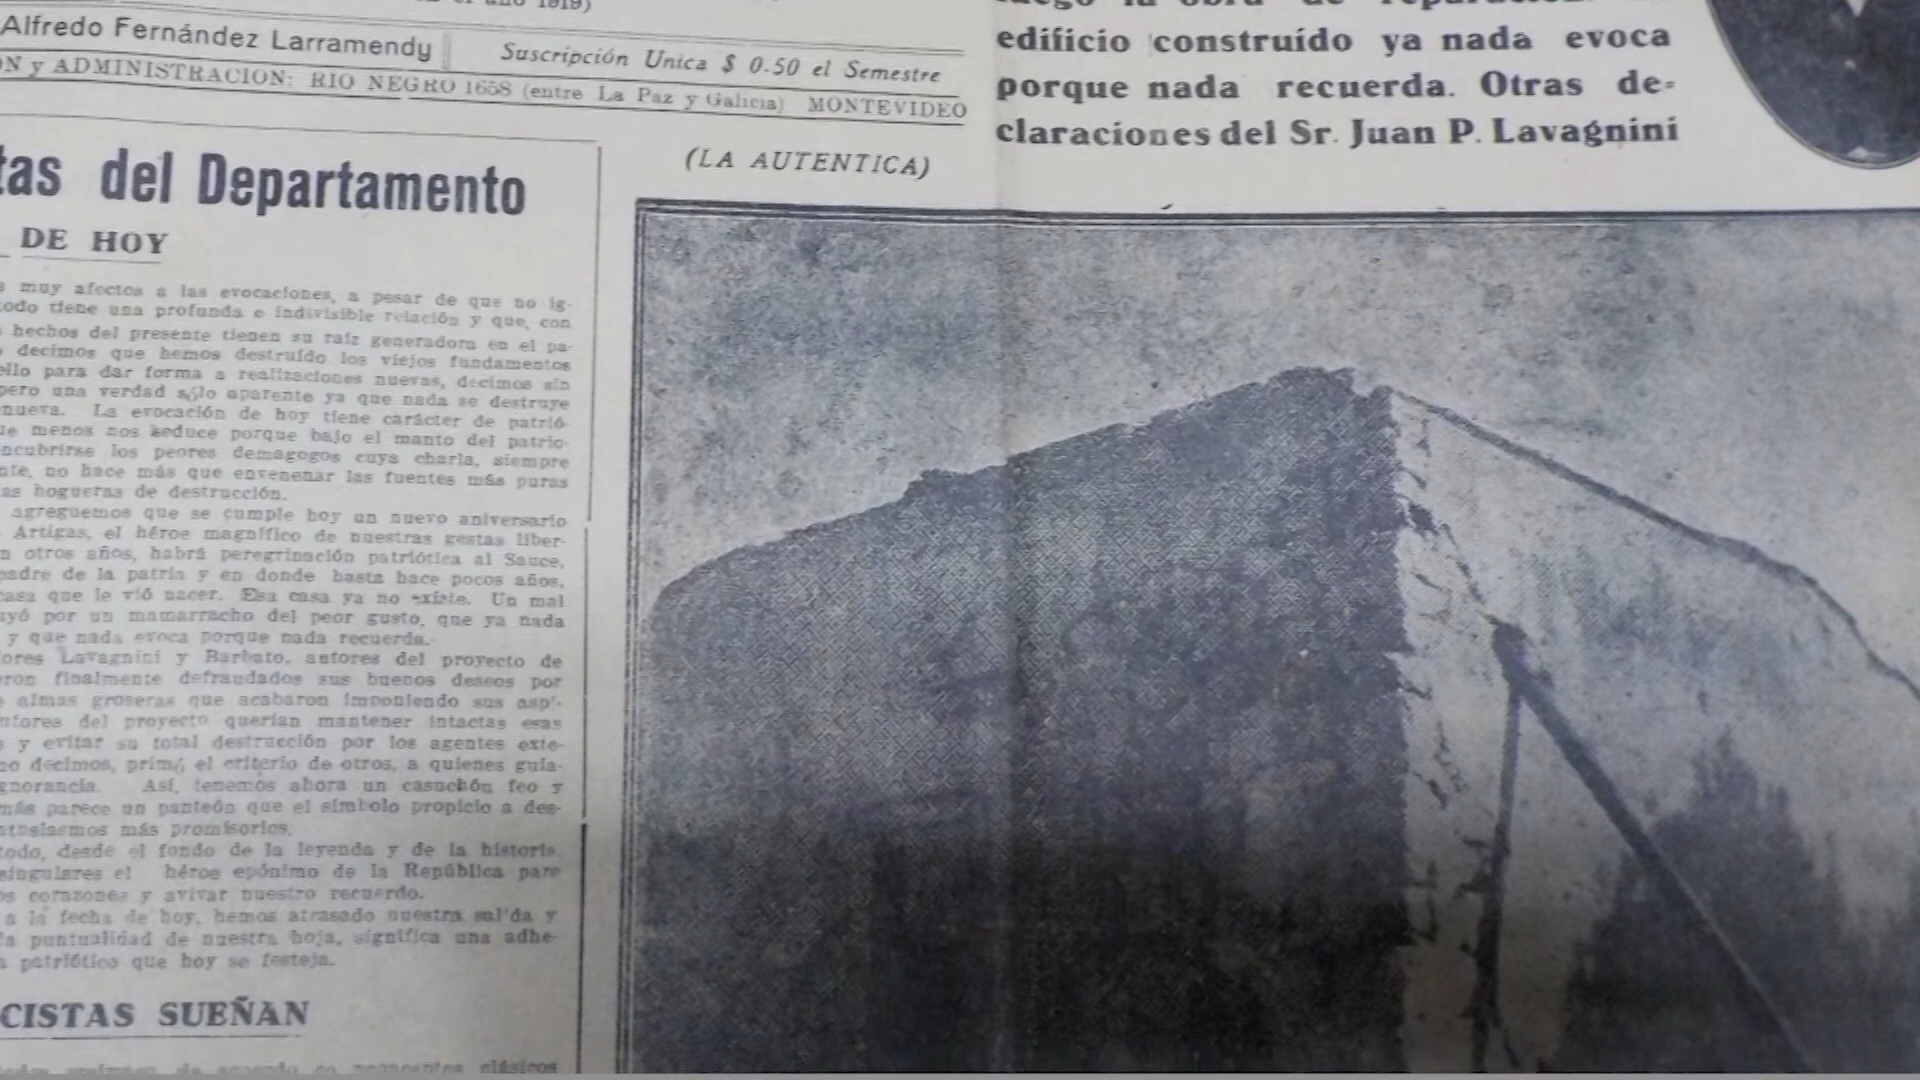 1919)
Alfredo Fernández Larramendy
Suscripción Unica $ 0.50 el Semestre
y ADMINISTRACION: RIO NEGRO 1658 (entre La Paz y Galicia) MONTEVIDEO
edificio construído ya nada evoca
porque nada recuerda. Otras de-
claraciones del Sr. Juan P. Lavagnini
(LA AUTENTICA)
tas del Departamento
DE HOY
s muy afectos a las evocaciones, a pesar de que no ig-
todo tiene una profunda e indivisible relación y que, con
hechos del presente tienen su raíz generadora en el pa-
decimos que hemos destruído los viejos fundamentos
ello para dar forma a realizaciones nuevas, decimos sin
pero una verdad sólo aparente ya que nada se destruye
nueva. La evocación de hoy tiene carácter de patrió-
ue menos nos seduce porque bajo el manto del patrio-
ncubrirse los peores demagogos cuya charla, siempre
nte, no hace más que envenenar las fuentes más puras
as hogueras de destrucción.
agreguemos que se cumple hoy un nuevo aniversario
Artigas, el héroe magnífico de nuestras gestas liber-
n otros años, habrá peregrinación patriótica al Sauce,
padre de la patria y en donde hasta hace pocos años,
casa que le vió nacer. Esa casa ya no existe. Un mal
uyó por un mamarracho del peor gusto, que ya nada
y que nada evoca porque nada recuerda.
ores Lavagnini y Barbato, autores del proyecto de
ron finalmente defraudados sus buenos deseos por
almas groseras que acabaron imponiendo sus asp'-
utores del proyecto querían mantener intactas esas
s y evitar su total destrucción por los agentes exte-
mo decimos, primó el criterio de otros, a quienes guia-
gnorancia. Así, tenemos ahora un casuchón feo y
más parece un panteón que el símbolo propicio a des-
ntusiasmos más promisorios.
todo, desde el fondo de la leyenda y de la historia,
singulares el héroe epónimo de la República pare
os corazones y avivar nuestro recuerdo.
a la fecha de hoy, hemos atrasado nuestra sal'da y
la puntualidad de nuestra hoja, significa una adhe-
patriótico que hoy se festeja.
CISTAS SUEÑAN
clásicos